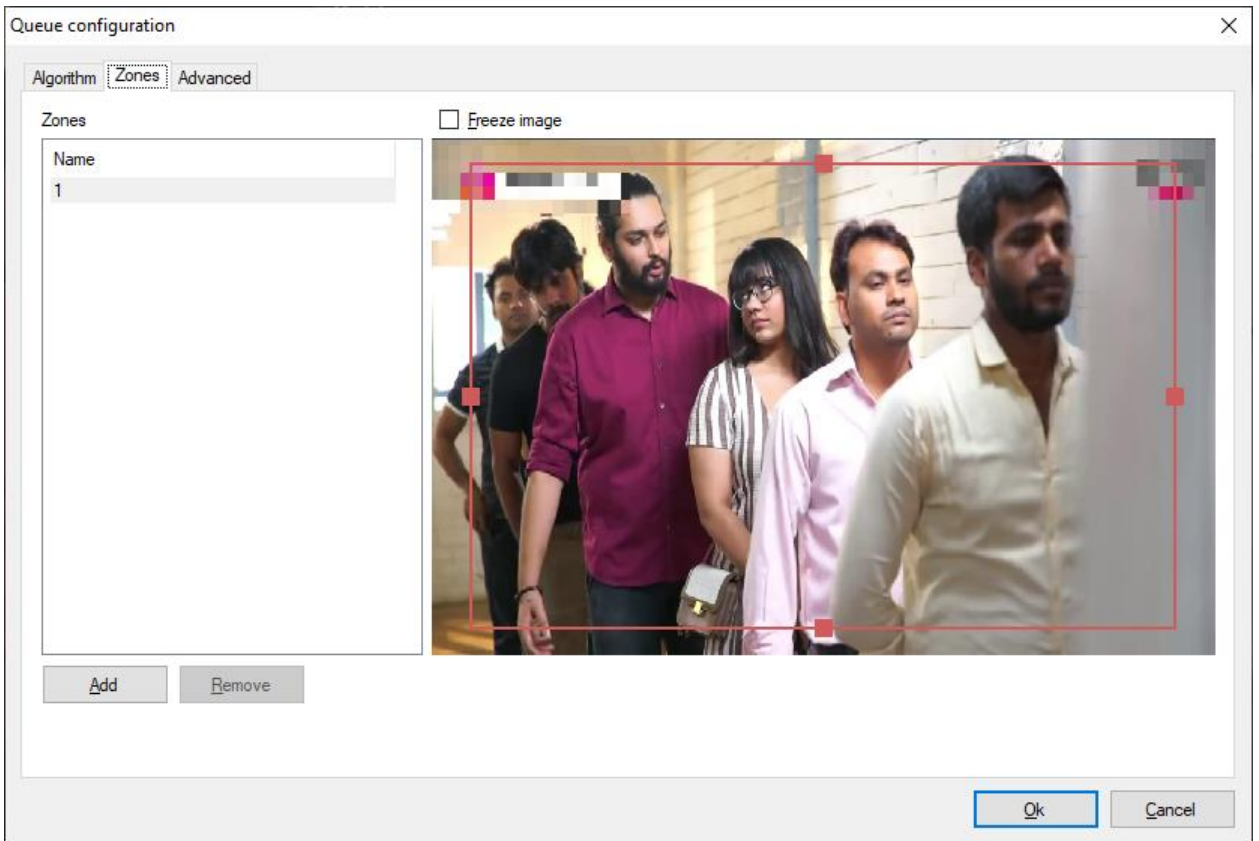 Queue configuration
Algorithm Zones Advanced
Zones
Freeze image
Name
1
Add Remove
Ok Cancel